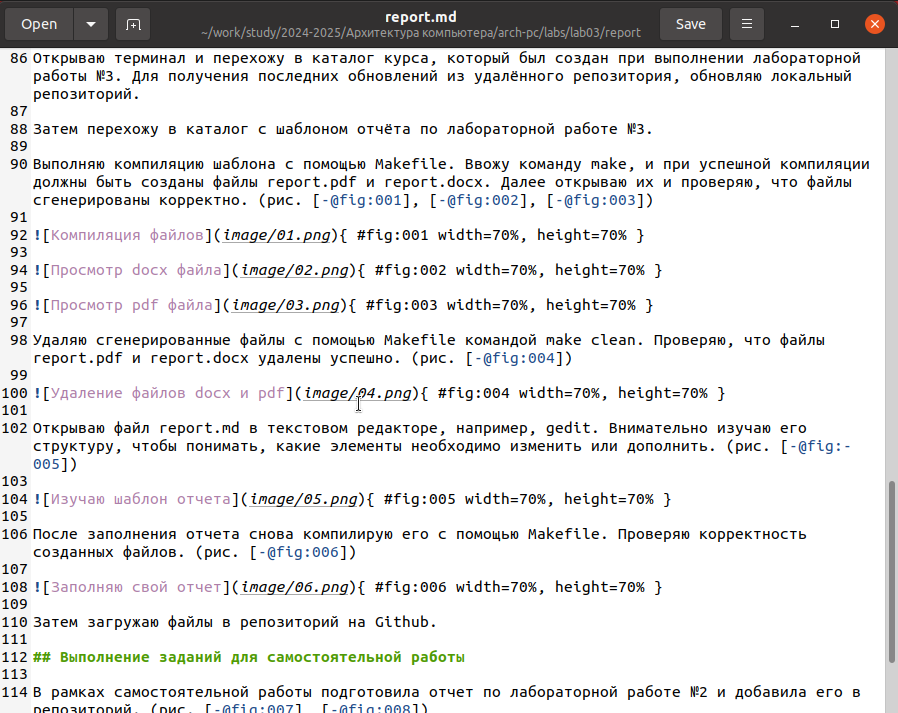 Open
report.md
~/work/study/2024-2025/Архитектура компьютера/arch-pc/labs/lab03/report
Save
86 Открываю терминал и перехожу в каталог курса, который был создан при выполнении лабораторной
работы №3. Для получения последних обновлений из удалённого репозитория, обновляю локальный
репозиторий.
87
88 Затем перехожу в каталог с шаблоном отчёта по лабораторной работе №3.
89
90 Выполняю компиляцию шаблона с помощью Makefile. Ввожу команду make, и при успешной компиляции
должны быть созданы файлы report.pdf и report.docx. Далее открываю их и проверяю, что файлы
сгенерированы корректно. (рис. [-@fig:001], [-@fig:002], [-@fig:003])
91
92 ![Компиляция файлов](image/01.png){ #fig:001 width=70%, height=70% }
93
94 ![Просмотр docx файла](image/02.png){ #fig:002 width=70%, height=70% }
95
96 ![Просмотр pdf файла](image/03.png){ #fig:003 width=70%, height=70% }
97
98 Удаляю сгенерированные файлы с помощью Makefile командой make clean. Проверяю, что файлы
report.pdf и report.docx удалены успешно. (рис. [-@fig:004])
99
100 ![Удаление файлов docx и pdf](image/04.png){ #fig:004 width=70%, height=70% }
101
102 Открываю файл report.md в текстовом редакторе, например, gedit. Внимательно изучаю его
структуру, чтобы понимать, какие элементы необходимо изменить или дополнить. (рис. [-@fig:-
005])
103
104 ![Изучаю шаблон отчета](image/05.png){ #fig:005 width=70%, height=70% }
105
106 После заполнения отчета снова компилирую его с помощью Makefile. Проверяю корректность
созданных файлов. (рис. [-@fig:006])
107
108 ![Заполняю свой отчет](image/06.png){ #fig:006 width=70%, height=70% }
109
110 Затем загружаю файлы в репозиторий на Github.
111
112 ## Выполнение заданий для самостоятельной работы
113
114 В рамках самостоятельной работы подготовила отчет по лабораторной работе №2 и добавила его в
репозиторий. (рис. [-@fig:007], [-@fig:008])